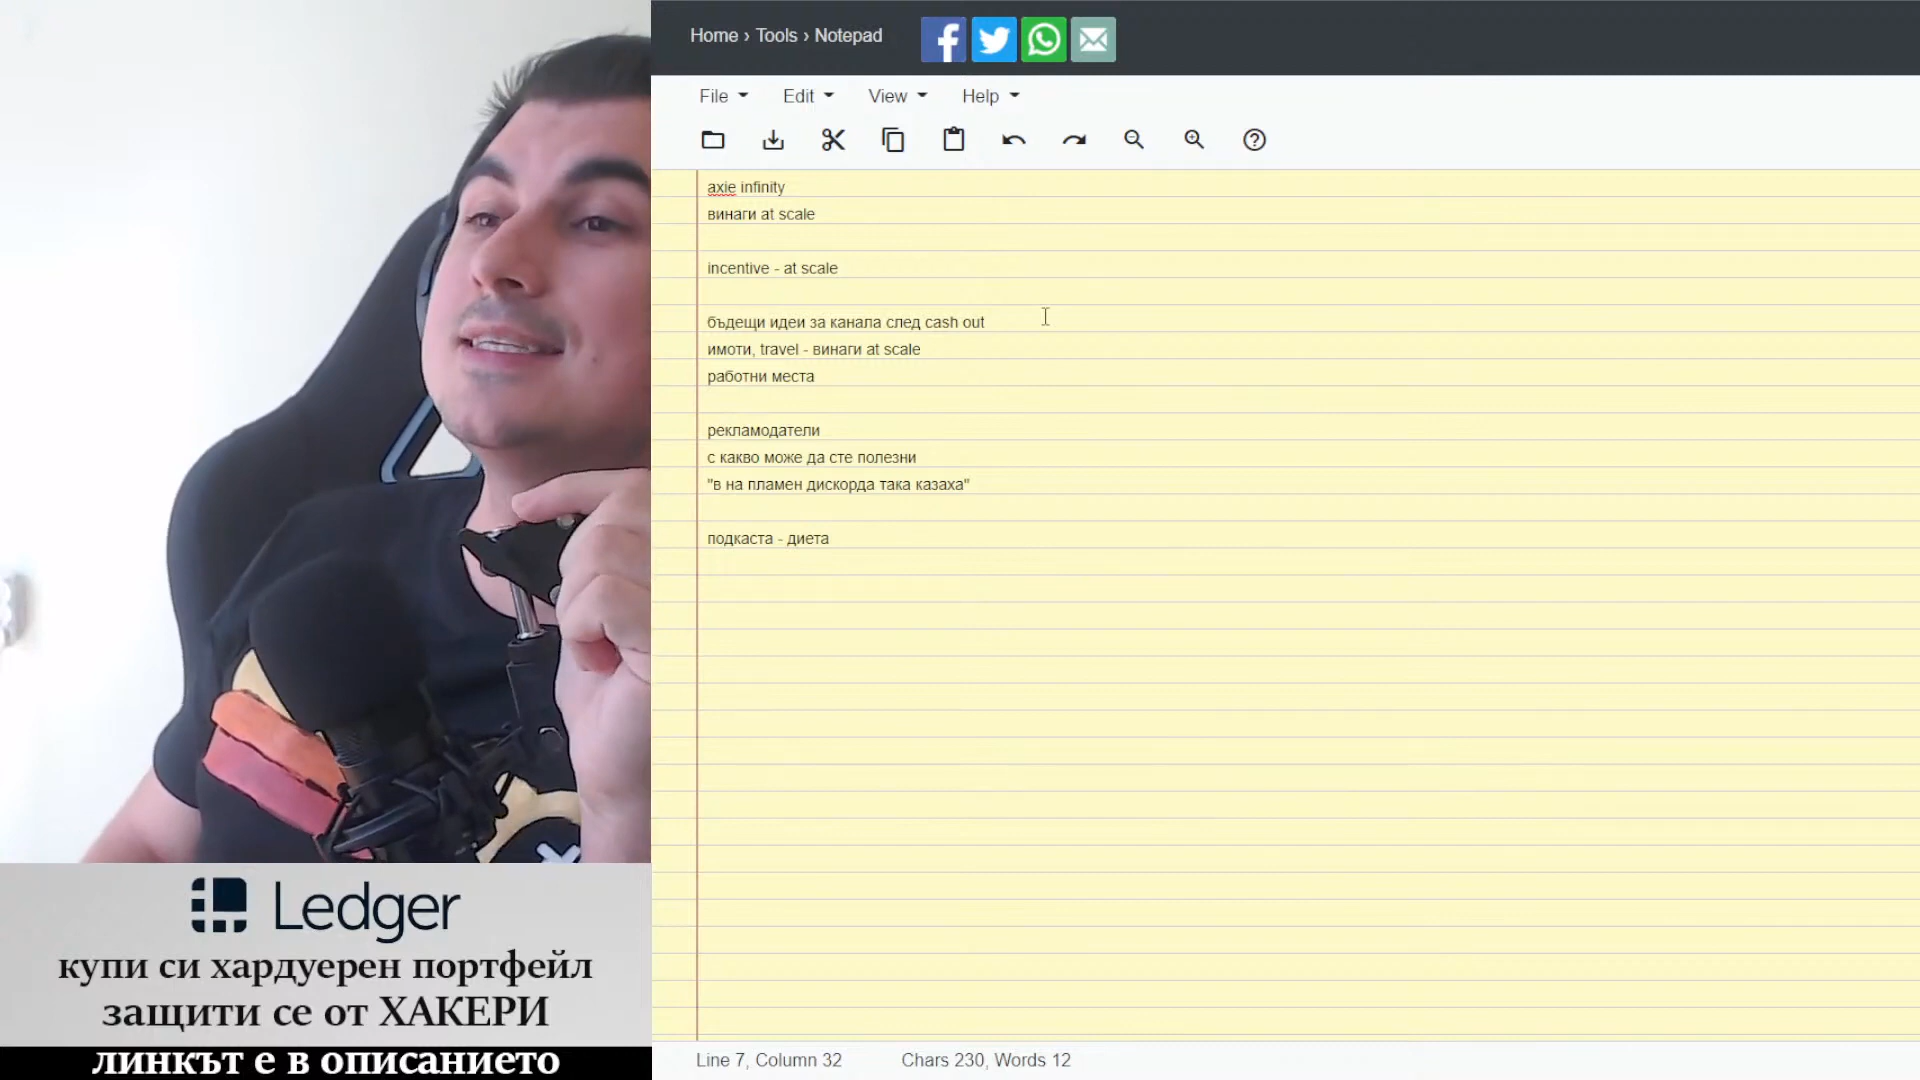 Home › Tools › Notepad
File Edit View Help
axie infinity
винаги at scale
incentive - at scale
бъдещи идеи за канала след cash out
имоти, travel - винаги at scale
работни места
рекламодатели
с какво може да сте полезни
"в на пламен дискорда така казаха"
подкаста - диета
Line 7, Column 32 Chars 230, Words 12
Ledger
купи си хардуерен портфейл
защити се от ХАКЕРИ
линкът е в описанието